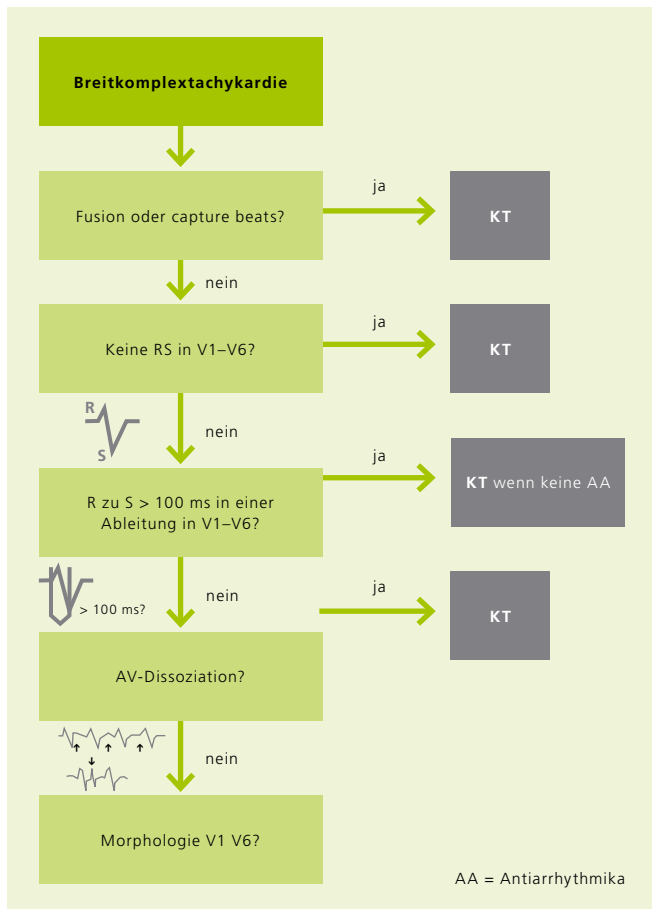 Breitkomplextachykardie
Fusion oder capture beats?
ja
KT
nein
Keine RS in V1–V6?
ja
KT
R
S
nein
R zu S > 100 ms in einer
Ableitung in V1–V6?
ja
KT wenn keine AA
> 100 ms?
nein
ja
KT
AV-Dissoziation?
nein
Morphologie V1 V6?
AA = Antiarrhythmika